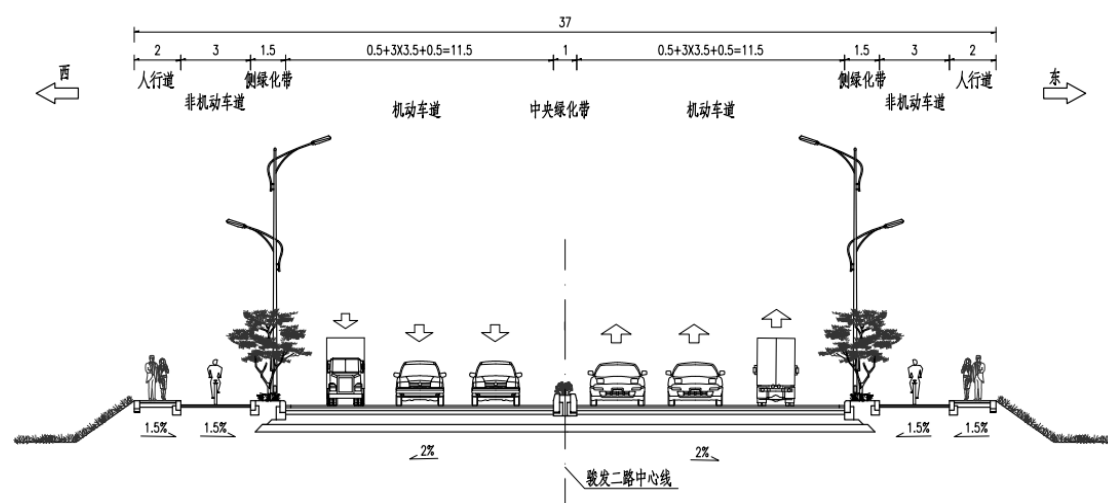 37
2 3 1.5 0.5+3X3.5+0.5=11.5 1 0.5+3X3.5+0.5=11.5 1.5 3 2
西 人行道 侧绿化带 侧绿化带 人行道 东
非机动车道 机动车道 中央绿化带 机动车道 非机动车道
1.5% 1.5% 1.5% 1.5%
2% 2%
骏发二路中心线